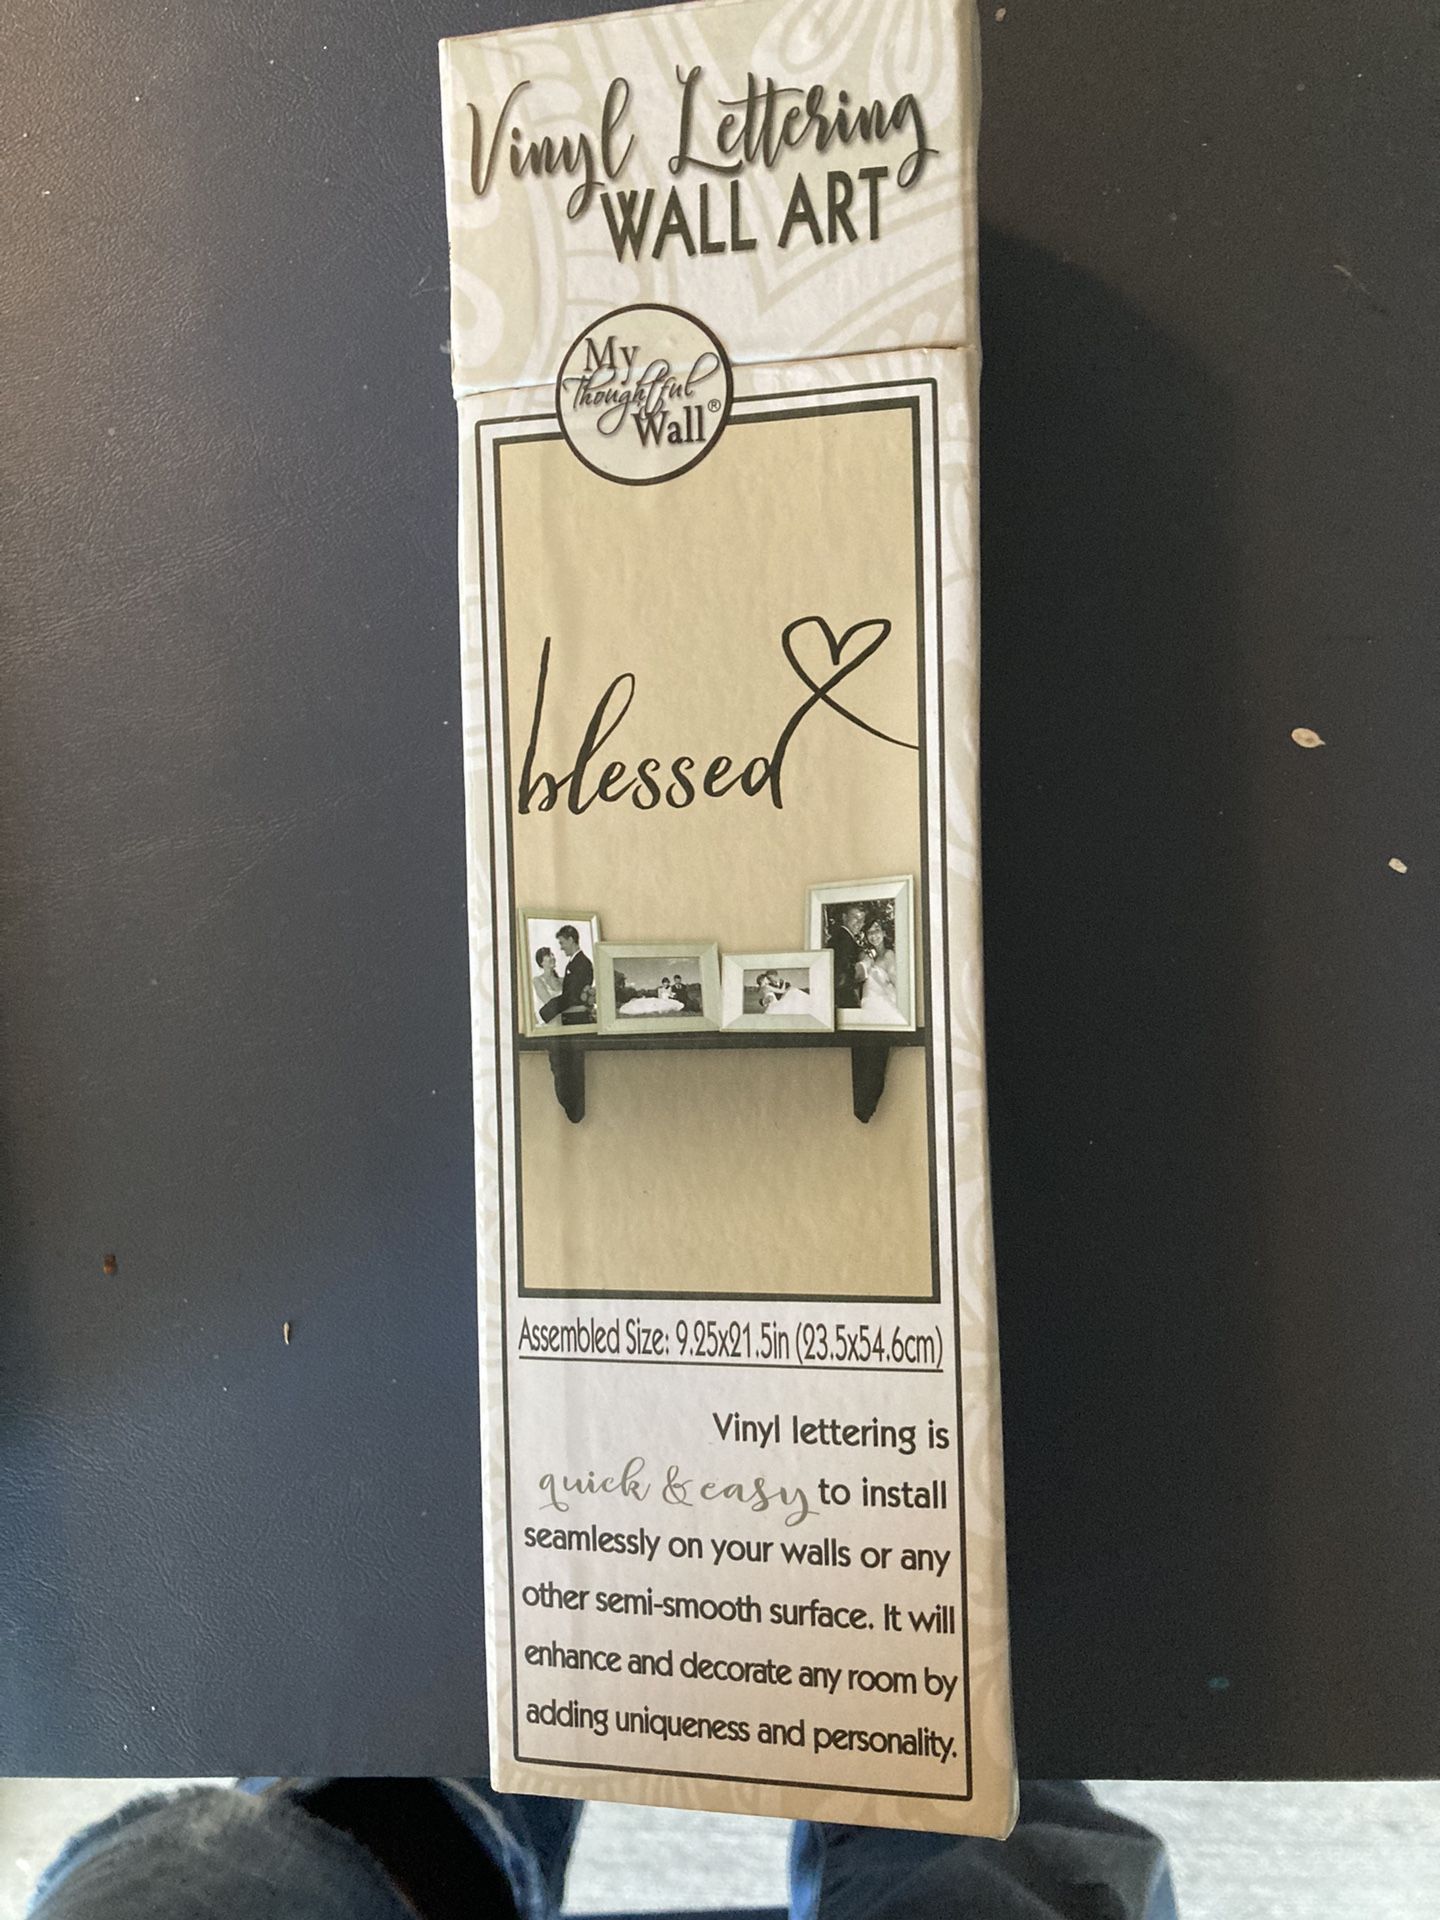 Vinyl Lettering
WALL ART
My
Thoughtful
Wall®
blessed
Assembled Size: 9.25x21.5in (23.5x54.6cm)
Vinyl lettering is
quick & easy to install
seamlessly on your walls or any
other semi-smooth surface. It will
enhance and decorate any room by
adding uniqueness and personality.